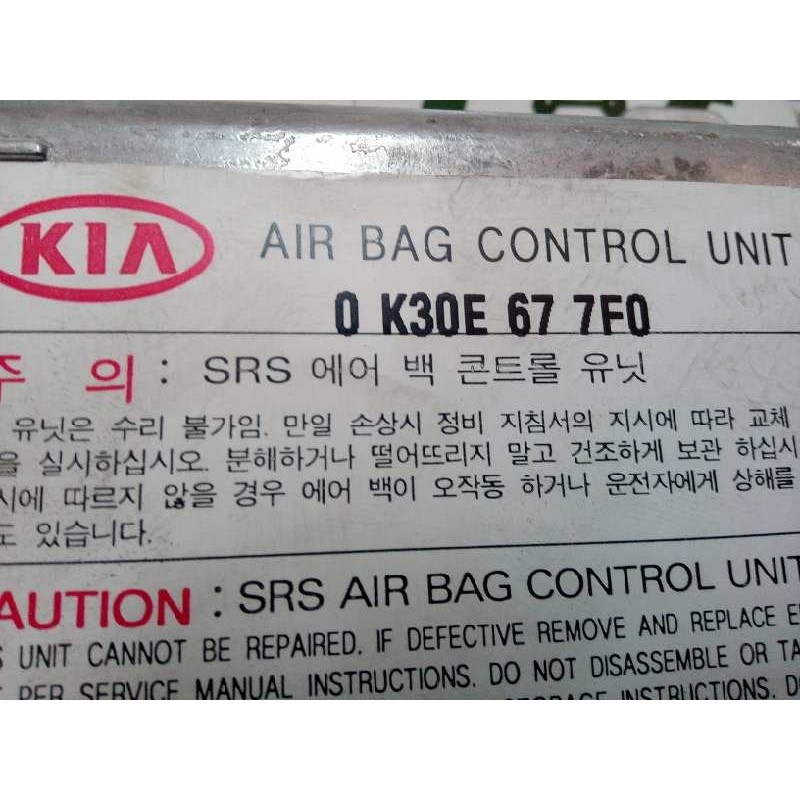 KIA AIR BAG CONTROL UNIT
0 K30E 67 7F0
주 의 : SRS 에어 백 콘트롤 유닛
유닛은 수리 불가임. 만일 손상시 정비 지침서의 지시에 따라 교체
을 실시하십시오. 분해하거나 떨어뜨리지 말고 건조하게 보관 하십시
시에 따르지 않을 경우 에어 백이 오작동 하거나 운전자에게 상해를
도 있습니다.
AUTION : SRS AIR BAG CONTROL UNIT
S UNIT CANNOT BE REPAIRED. IF DEFECTIVE REMOVE AND REPLACE E
PER SERVICE MANUAL INSTRUCTIONS. DO NOT DISASSEMBLE OR TA
STORAGE INSTRUCTIONS. D